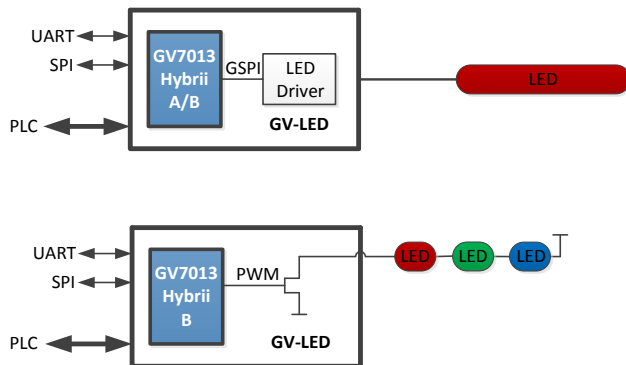 UART
SPI
PLC
GV7013
Hybrii
A/B
GSPI
LED
Driver
GV-LED
LED
UART
SPI
PLC
GV7013
Hybrii
B
PWM
GV-LED
LED
LED
LED